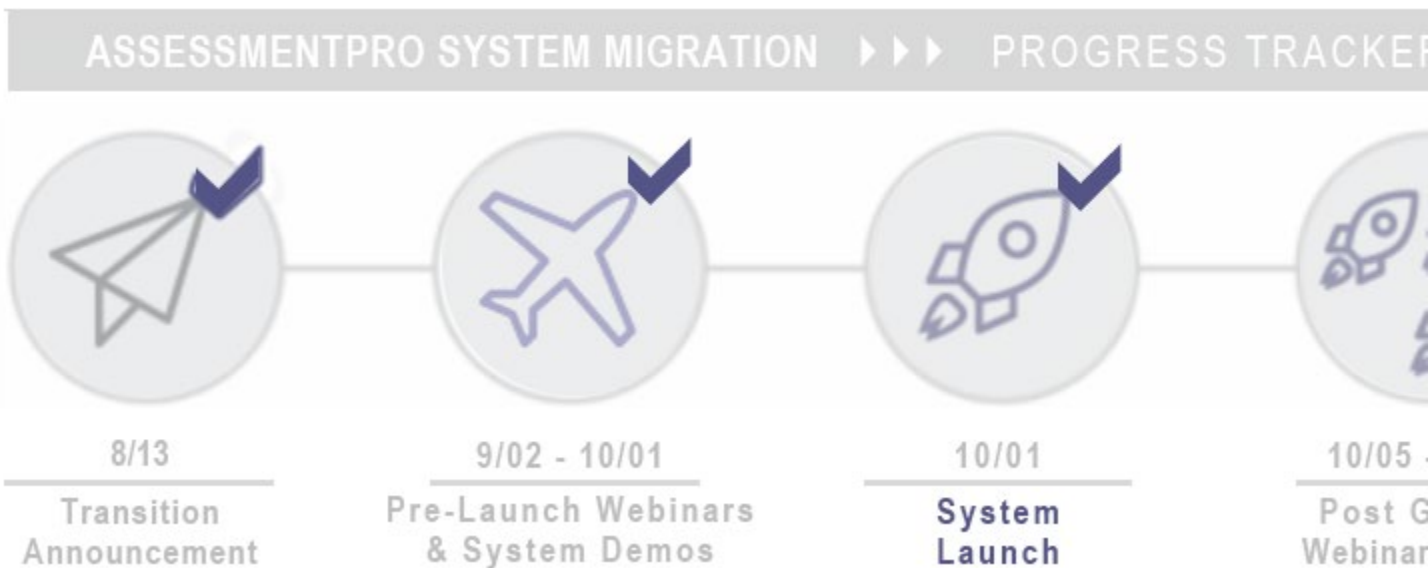 ASSESSMENTPRO SYSTEM MIGRATION PROGRESS TRACKER
8/13
9/02 - 10/01
10/01
10/05 -
Transition
Announcement
Pre-Launch Webinars
& System Demos
System
Launch
Post